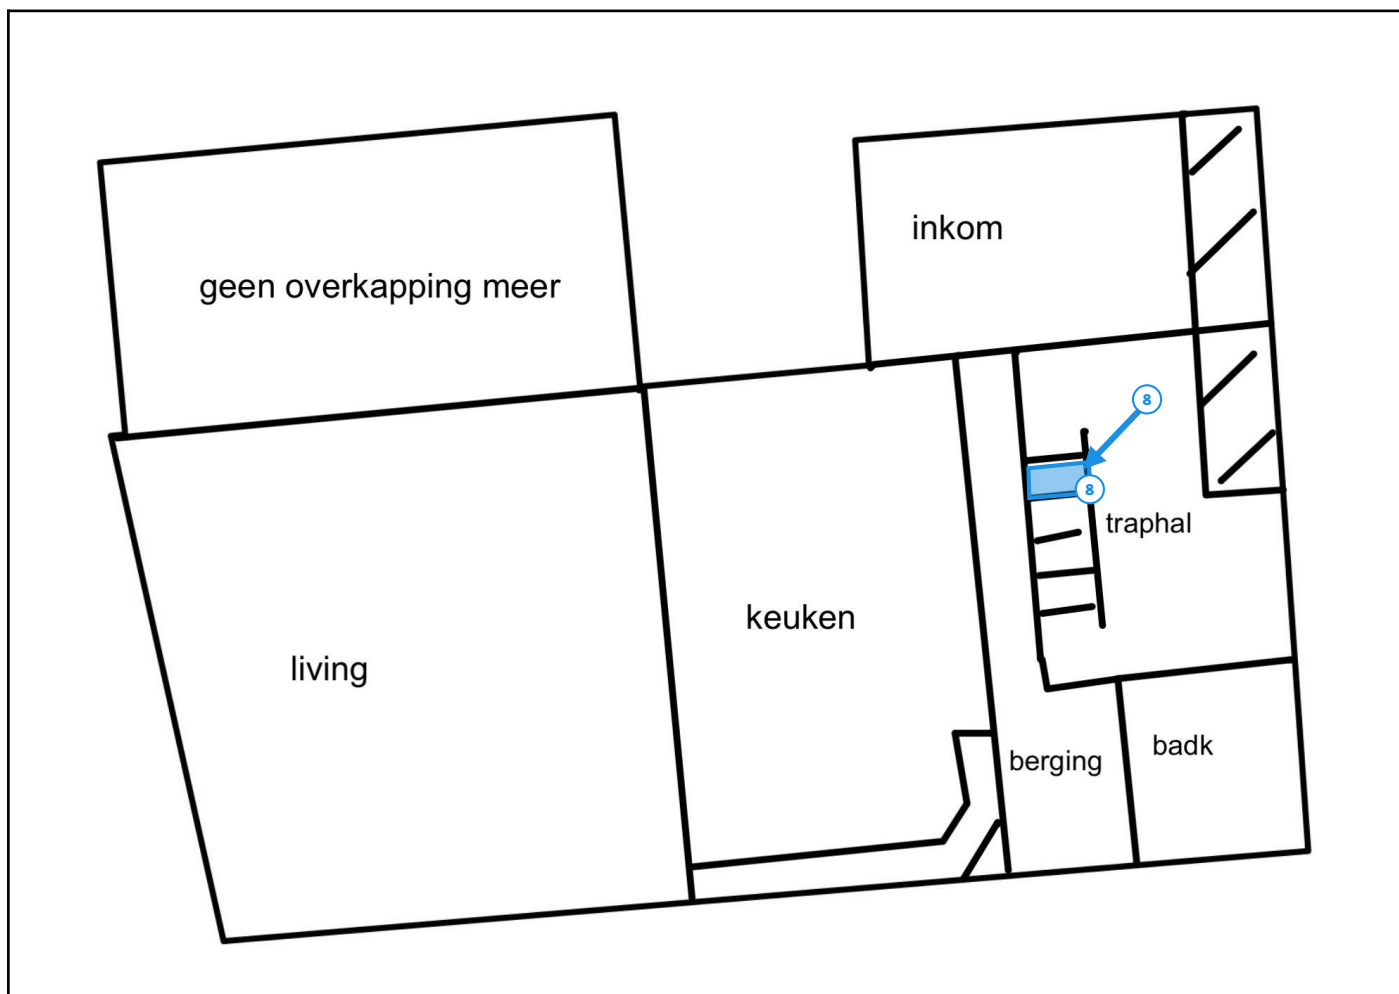 inkom
geen overkapping meer
8
8
traphal
keuken
living
badk
berging